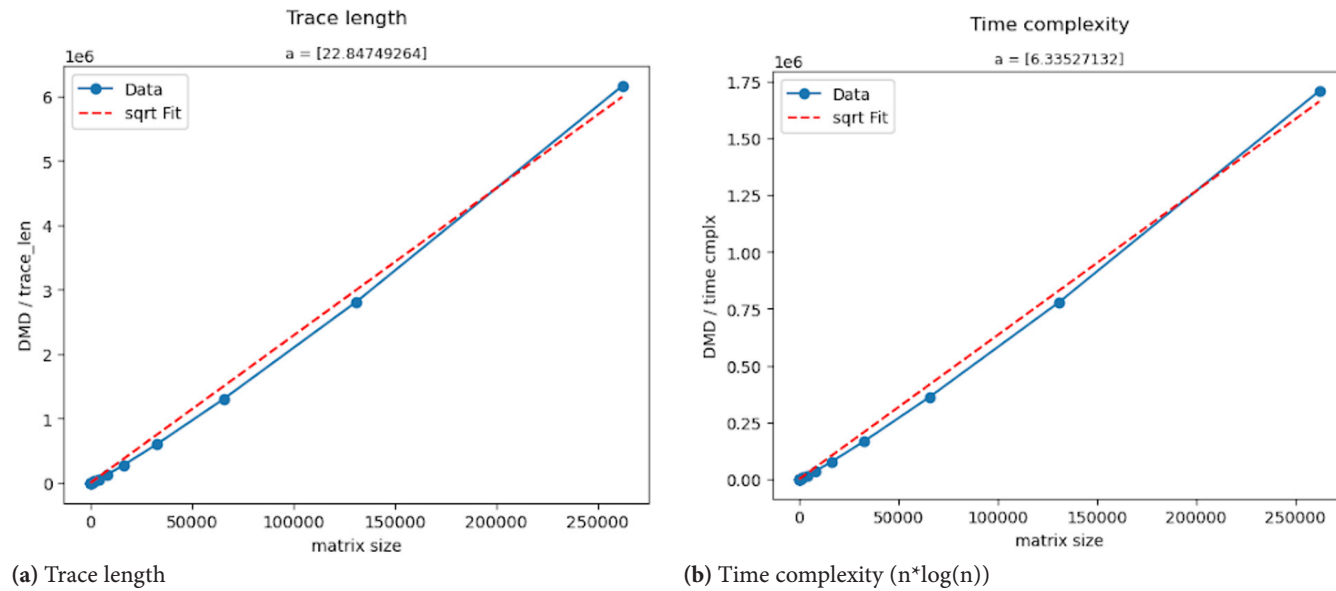 Trace length
a = [22.84749264]
1e6
Data
sqrt Fit
6
5
4
3
2
1
0
DMD / trace_len
0 50000 100000 150000 200000 250000
matrix size
(a) Trace length
Time complexity
a = [6.33527132]
1e6
Data
sqrt Fit
1.75
1.50
1.25
1.00
0.75
0.50
0.25
0.00
DMD / time cmplx
0 50000 100000 150000 200000 250000
matrix size
(b) Time complexity (n*log(n))